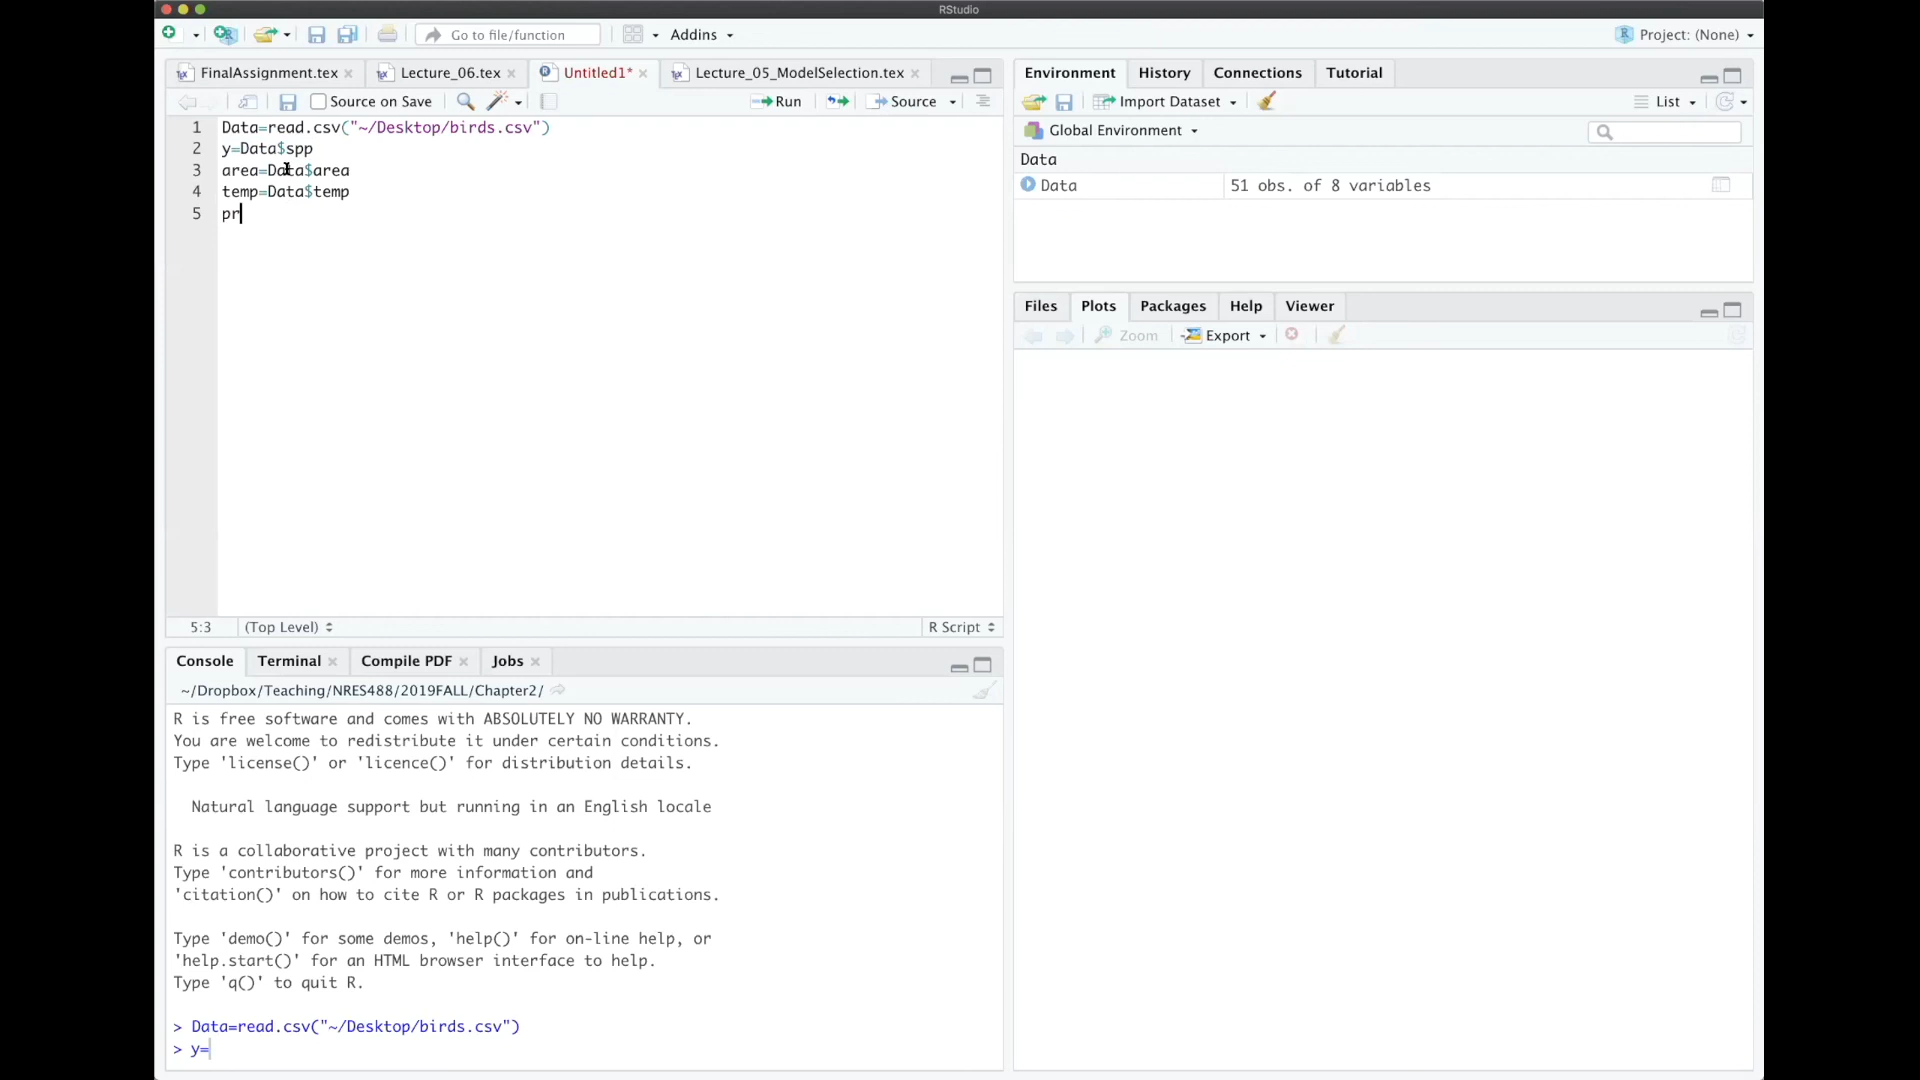 RStudio
Go to file/function
Addins
Project: (None)
FinalAssignment.tex
Lecture_06.tex
Untitled1*
Lecture_05_ModelSelection.tex
Source on Save
Run
Source
1 Data=read.csv("~/Desktop/birds.csv")
2 y=Data$spp
3 area=Data$area
4 temp=Data$temp
5 pr
5:3
(Top Level)
R Script
Console
Terminal
Compile PDF
Jobs
~/Dropbox/Teaching/NRES488/2019FALL/Chapter2/
R is free software and comes with ABSOLUTELY NO WARRANTY.
You are welcome to redistribute it under certain conditions.
Type 'license()' or 'licence()' for distribution details.
Natural language support but running in an English locale
R is a collaborative project with many contributors.
Type 'contributors()' for more information and
'citation()' on how to cite R or R packages in publications.
Type 'demo()' for some demos, 'help()' for on-line help, or
'help.start()' for an HTML browser interface to help.
Type 'q()' to quit R.
> Data=read.csv("~/Desktop/birds.csv")
> y=
Environment
History
Connections
Tutorial
Import Dataset
List
Global Environment
Data
Data 51 obs. of 8 variables
Files
Plots
Packages
Help
Viewer
Zoom
Export